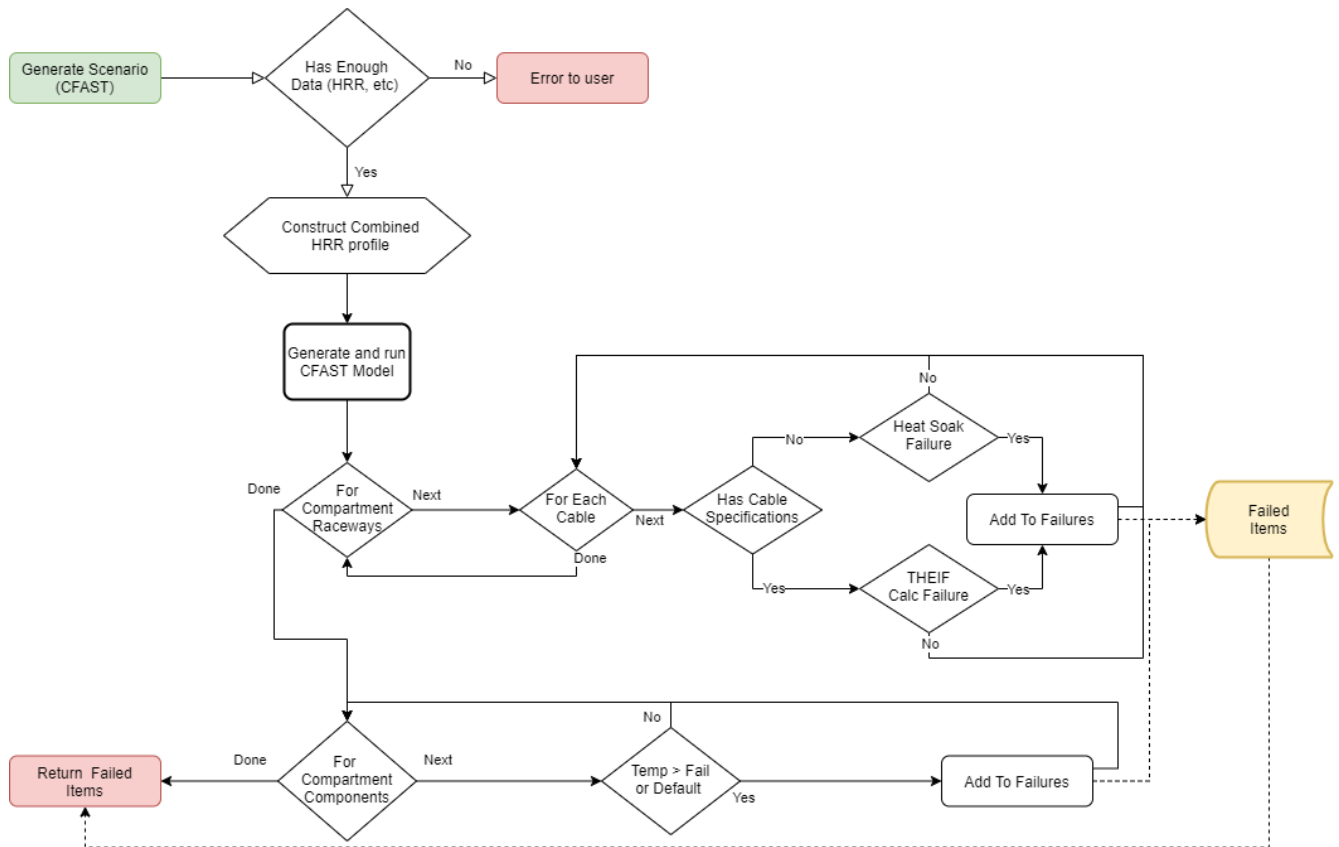 Generate Scenario
(CFAST)
Has Enough
Data (HRR, etc)
No
Error to user
Yes
Construct Combined
HRR profile
Generate and run
CFAST Model
No
Heat Soak
Failure
No
Yes
Done
For
Compartment
Raceways
Next
For Each
Cable
Next
Has Cable
Specifications
Add To Failures
Failed
Items
Done
Yes
THEIF
Calc Failure
Yes
No
No
Done
For
Compartment
Components
Next
Temp > Fail
or Default
Yes
Add To Failures
Return Failed
Items